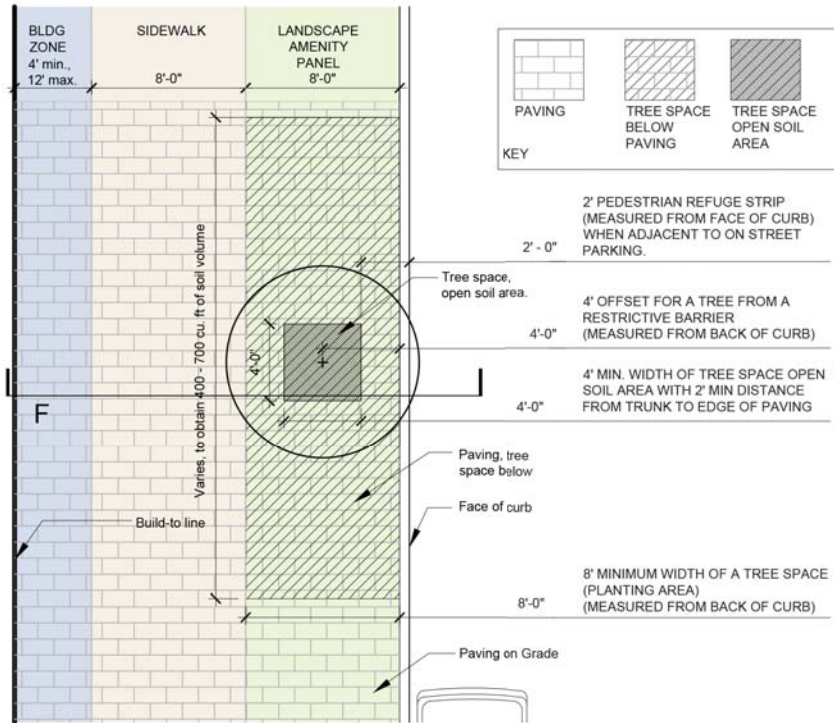 BLDG
ZONE
4' min.,
12' max.
SIDEWALK
8'-0"
LANDSCAPE
AMENITY
PANEL
8'-0"
PAVING
TREE SPACE
BELOW
PAVING
TREE SPACE
OPEN SOIL
AREA
KEY
2' PEDESTRIAN REFUGE STRIP
(MEASURED FROM FACE OF CURB)
WHEN ADJACENT TO ON STREET
PARKING.
2' - 0"
Tree space,
open soil area.
4' OFFSET FOR A TREE FROM A
RESTRICTIVE BARRIER
(MEASURED FROM BACK OF CURB)
4'-0"
4' MIN. WIDTH OF TREE SPACE OPEN
SOIL AREA WITH 2' MIN DISTANCE
FROM TRUNK TO EDGE OF PAVING
4'-0"
4'-0"
Varies, to obtain 400 - 700 cu. ft of soil volume
F
Paving, tree
space below
Face of curb
Build-to line
8' MINIMUM WIDTH OF A TREE SPACE
(PLANTING AREA)
(MEASURED FROM BACK OF CURB)
8'-0"
Paving on Grade